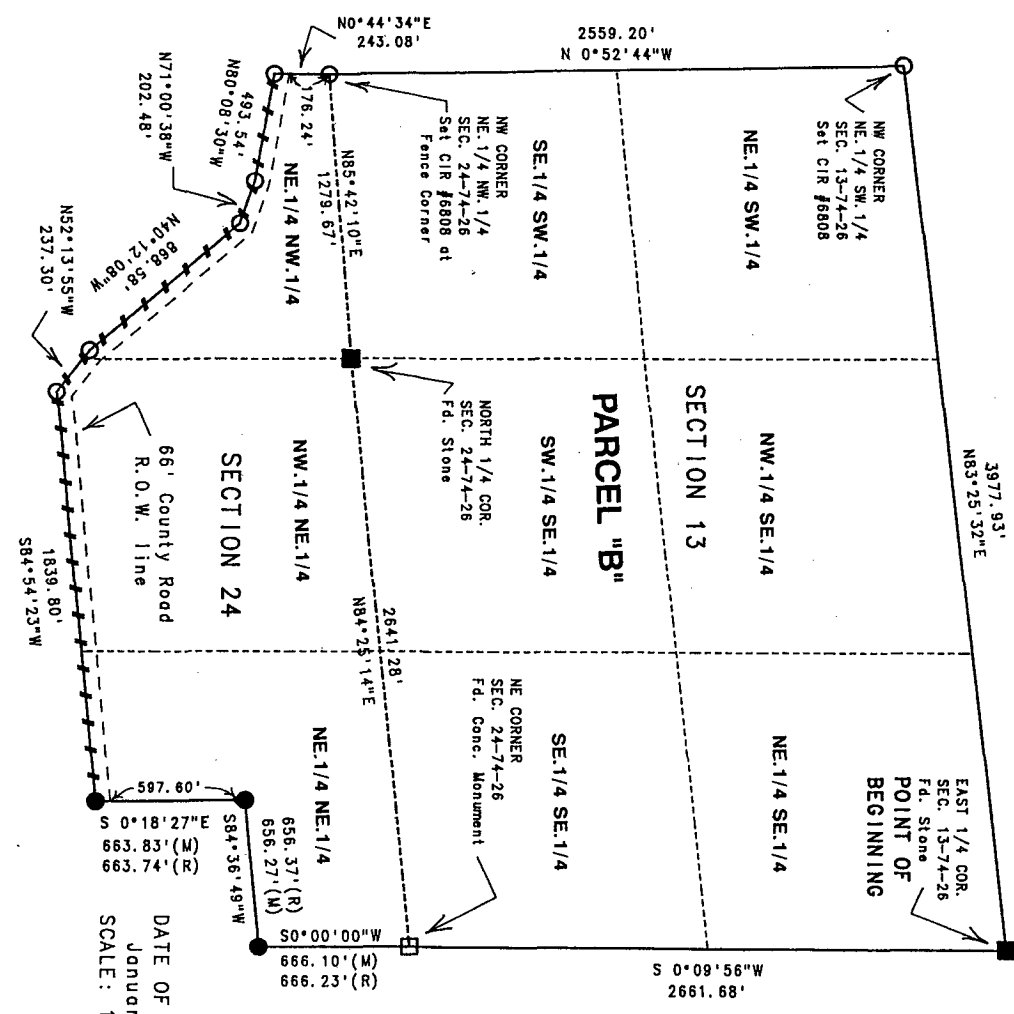 N0°44'34"E
243.08'
2559.20'
N 0°52'44"W
NW CORNER
NE.1/4 SW.1/4
SEC. 13-74-26
Set CIR #6808
NE.1/4 SW.1/4
SE.1/4 SW.1/4
NW CORNER
NE.1/4 NW.1/4
SEC. 24-74-26
Set CIR #6808 at
Fence Corner
176.24'
N85°42'10"E
1279.67'
NE.1/4 NW.1/4
493.54'
N80°08'30"W
N71°00'38"W
202.48'
868.58'
N40°12'08"W
N52°13'55"W
237.30'
3977.93'
N83°25'32"E
NW.1/4 SE.1/4
SECTION 13
PARCEL "B"
SW.1/4 SE.1/4
NORTH 1/4 COR.
SEC. 24-74-26
Fd. Stone
NW.1/4 NE.1/4
SECTION 24
66' County Road
R.O.W. line
1839.80'
S84°54'23"W
2641.28'
N84°25'14"E
EAST 1/4 COR.
SEC. 13-74-26
Fd. Stone
POINT OF
BEGINNING
NE.1/4 SE.1/4
SE.1/4 SE.1/4
NE CORNER
SEC. 24-74-26
Fd. Conc. Monument
NE.1/4 NE.1/4
597.60'
S 0°18'27"E
663.83'(M)
663.74'(R)
656.37'(R)
656.27'(M)
S84°36'49"W
S0°00'00"W
666.10'(M)
666.23'(R)
S 0°09'56"W
2661.68'
DATE OF
Januar
SCALE: 1